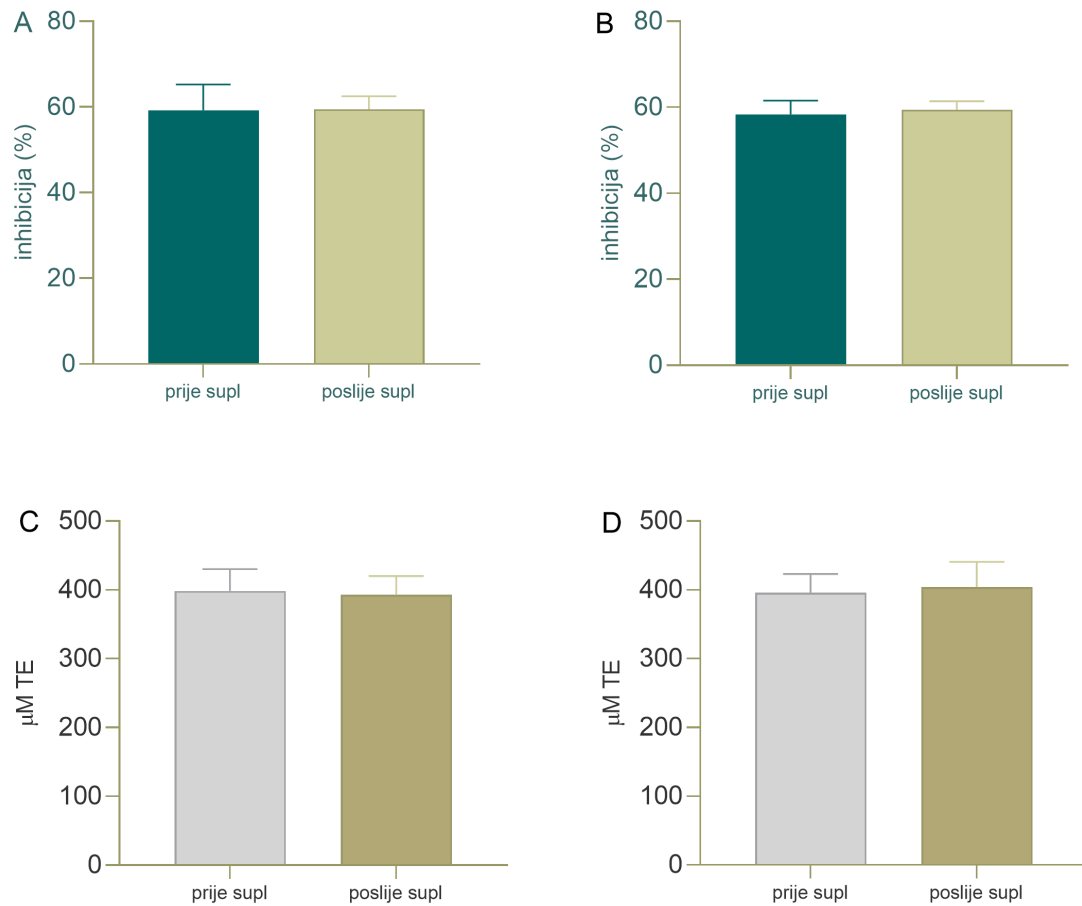 A
inhibicija (%)
80
60
40
20
0
prije supl
poslije supl
B
inhibicija (%)
80
60
40
20
0
prije supl
poslije supl
C
µM TE
500
400
300
200
100
0
prije supl
poslije supl
D
µM TE
500
400
300
200
100
0
prije supl
poslije supl